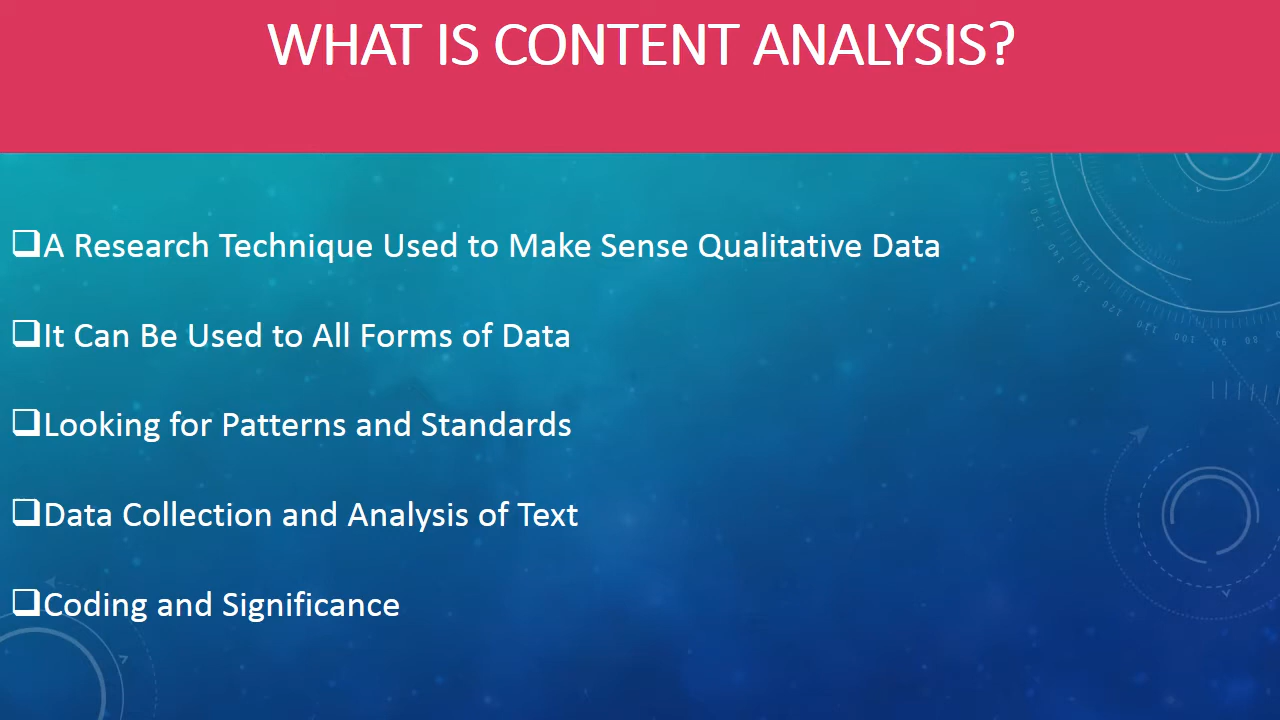 WHAT IS CONTENT ANALYSIS?
❑A Research Technique Used to Make Sense Qualitative Data
❑It Can Be Used to All Forms of Data
❑Looking for Patterns and Standards
❑Data Collection and Analysis of Text
❑Coding and Significance